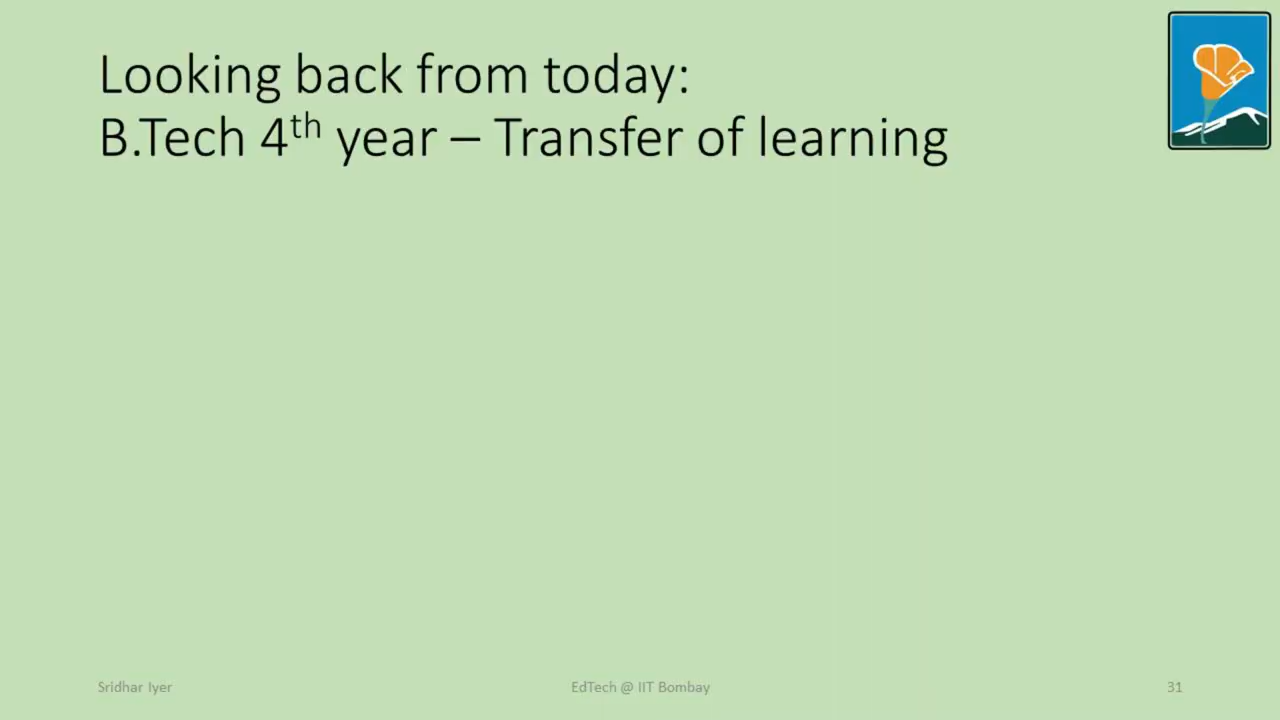 Looking back from today:
B.Tech 4th year – Transfer of learning
Sridhar Iyer
EdTech @ IIT Bombay
31